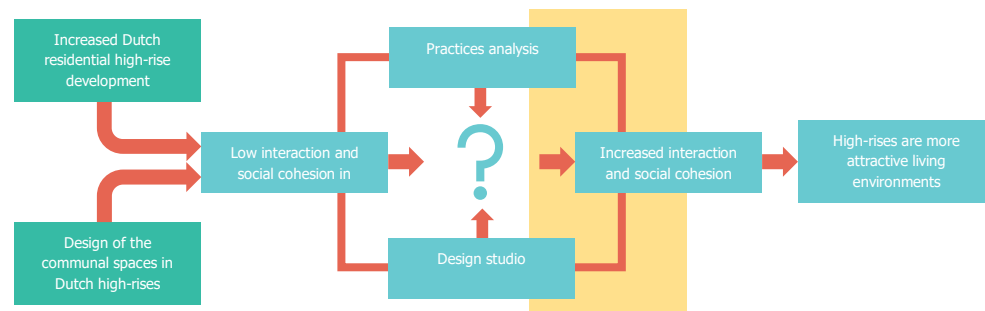 Increased Dutch
residential high-rise
development
Design of the
communal spaces in
Dutch high-rises
Low interaction and
social cohesion in
Practices analysis
?
Design studio
Increased interaction
and social cohesion
High-rises are more
attractive living
environments